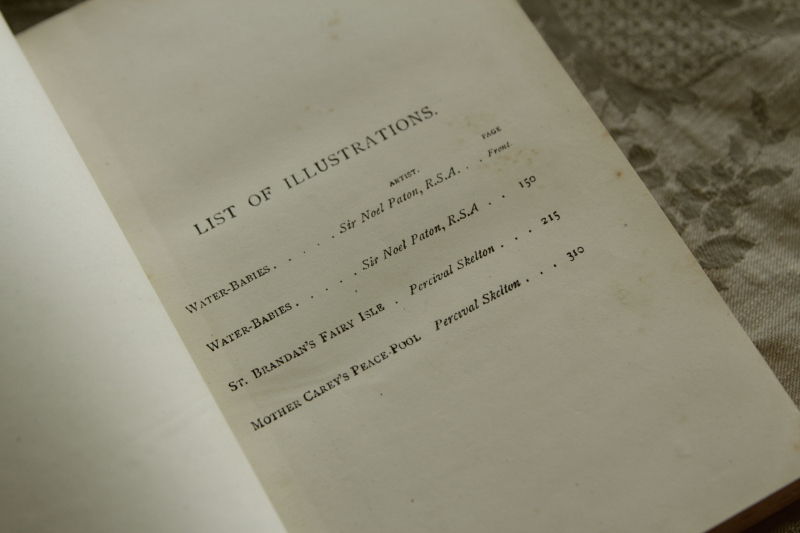 LIST OF ILLUSTRATIONS.
ARTIST. PAGE
WATER-BABIES . . . . . Sir Noel Paton, R.S.A. . . Front.
WATER-BABIES . . . . . Sir Noel Paton, R.S.A . . 150
ST. BRANDAN'S FAIRY ISLE . Percival Skelton . . . 215
MOTHER CAREY'S PEACE-POOL Percival Skelton . . . 310